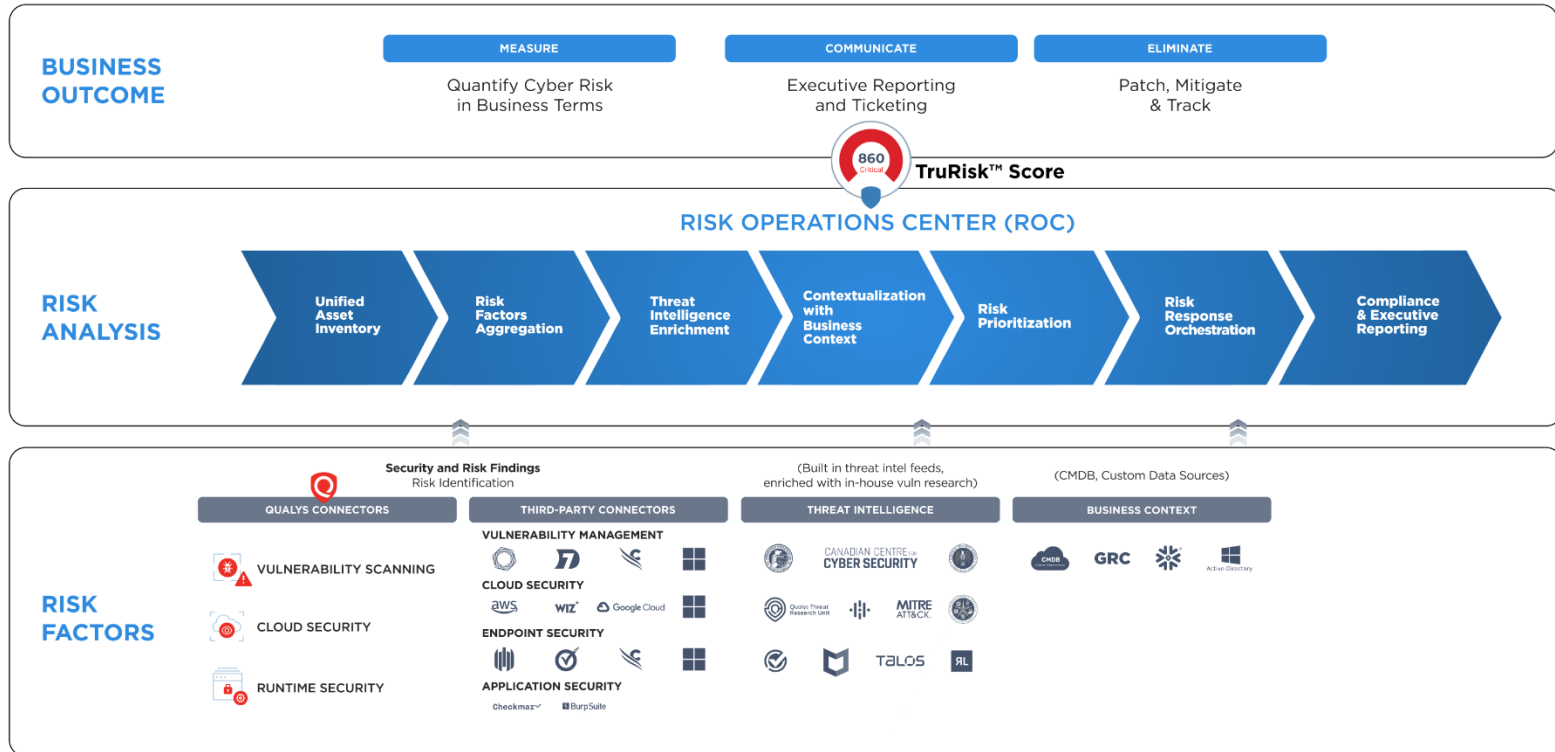 BUSINESS
OUTCOME
MEASURE
Quantify Cyber Risk
in Business Terms
COMMUNICATE
Executive Reporting
and Ticketing
ELIMINATE
Patch, Mitigate
& Track
860
Critical
TruRisk™ Score
RISK OPERATIONS CENTER (ROC)
RISK
ANALYSIS
Unified
Asset
Inventory
Risk
Factors
Aggregation
Threat
Intelligence
Enrichment
Contextualization
with
Business
Context
Risk
Prioritization
Risk
Response
Orchestration
Compliance
& Executive
Reporting
RISK
FACTORS
Security and Risk Findings
Risk Identification
(Built in threat intel feeds,
enriched with in-house vuln research)
(CMDB, Custom Data Sources)
QUALYS CONNECTORS
THIRD-PARTY CONNECTORS
THREAT INTELLIGENCE
BUSINESS CONTEXT
VULNERABILITY SCANNING
CLOUD SECURITY
RUNTIME SECURITY
VULNERABILITY MANAGEMENT
CLOUD SECURITY
aws
WIZ
Google Cloud
ENDPOINT SECURITY
APPLICATION SECURITY
Checkmarx
BurpSuite
CANADIAN CENTRE FOR
CYBER SECURITY
Qualys Threat
Research Unit
MITRE
ATT&CK
TALOS
RL
CMDB
GRC
Active Directory